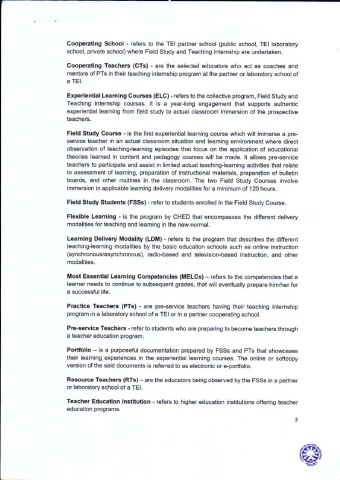 Cooperating School - refers to the TEI partner school (public school, TEI laboratory
school, private school) where Field Study and Teaching Internship are undertaken.
Cooperating Teachers (CTs) - are the selected educators who act as coaches and
mentors of PTs in their teaching internship program at the partner or laboratory school of
a TEI.
Experiential Learning Courses (ELC) - refers to the collective program, Field Study and
Teaching Internship courses. It is a year-long engagement that supports authentic
experiential learning from field study to actual classroom immersion of the prospective
teachers.
Field Study Course - is the first experiential learning course which will immerse a pre-
service teacher in an actual classroom situation and learning environment where direct
observation of teaching-learning episodes that focus on the application of educational
theories learned in content and pedagogy courses will be made. It allows pre-service
teachers to participate and assist in limited actual teaching-learning activities that relate
to assessment of learning, preparation of instructional materials, preparation of bulletin
boards, and other routines in the classroom. The two Field Study Courses involve
immersion in applicable learning delivery modalities for a minimum of 120 hours.
Field Study Students (FSSs) - refer to students enrolled in the Field Study Course.
Flexible Learning - is the program by CHED that encompasses the different delivery
modalities for teaching and learning in the new normal.
Learning Delivery Modality (LDM) - refers to the program that describes the different
teaching-learning modalities by the basic education schools such as online instruction
(synchronous/asynchronous), radio-based and television-based instruction, and other
modalities.
Most Essential Learning Competencies (MELCs) – refers to the competencies that a
learner needs to continue to subsequent grades, that will eventually prepare him/her for
a successful life.
Practice Teachers (PTs) - are pre-service teachers having their teaching internship
program in a laboratory school of a TEI or in a partner cooperating school.
Pre-service Teachers - refer to students who are preparing to become teachers through
a teacher education program.
Portfolio – is a purposeful documentation prepared by FSSs and PTs that showcases
their learning experiences in the experiential learning courses. The online or softcopy
version of the said documents is referred to as electronic or e-portfolio.
Resource Teachers (RTs) – are the educators being observed by the FSSs in a partner
or laboratory school of a TEI.
Teacher Education Institution - refers to higher education institutions offering teacher
education programs.
3